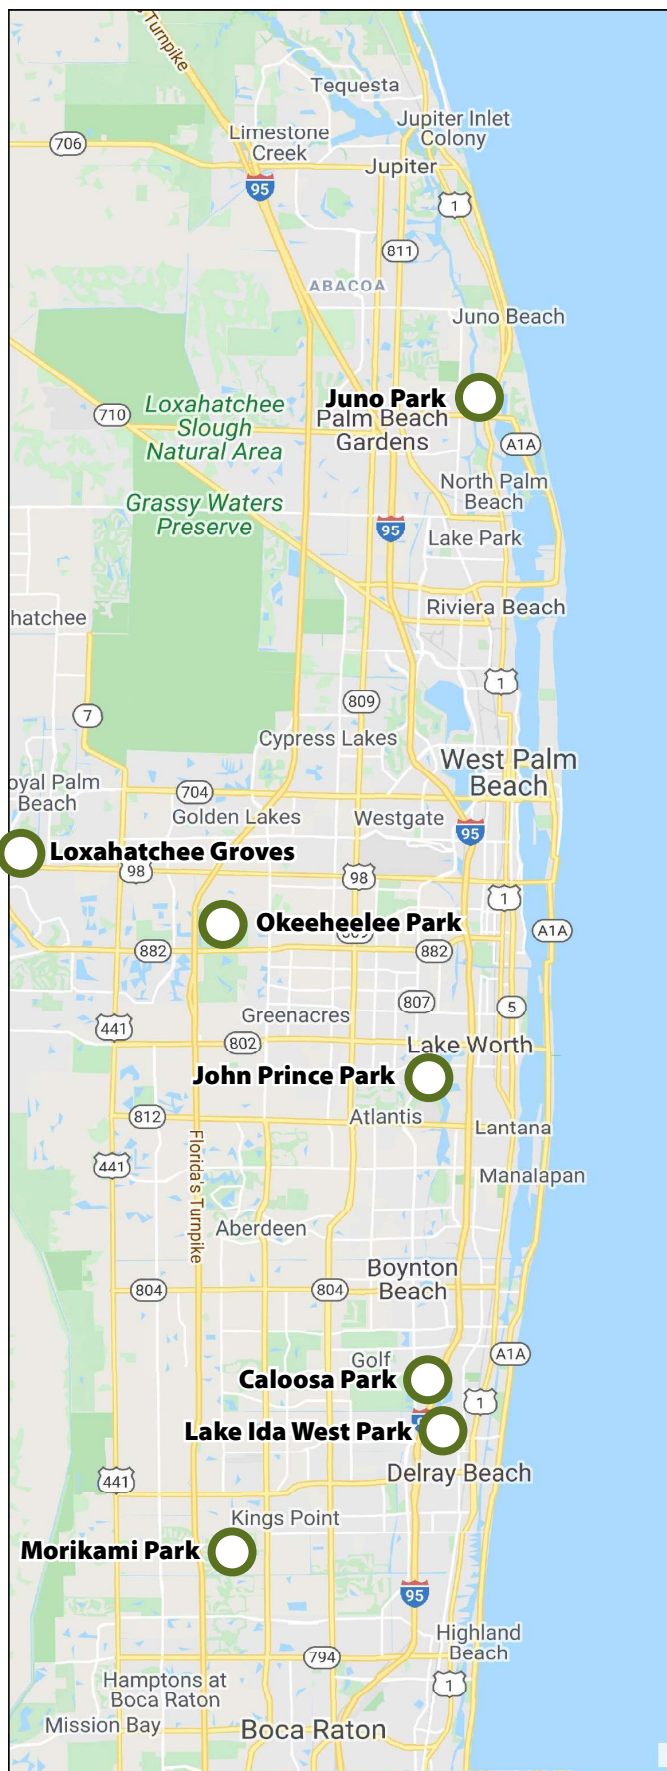 s Turnpike
Tequesta
Jupiter Inlet
Colony
Limestone
Creek
706
Jupiter
95
1
811
ABACOA
Juno Beach
Juno Park
Loxahatchee
Slough
Natural Area
710
Palm Beach
Gardens
A1A
North Palm
Beach
Grassy Waters
Preserve
95
Lake Park
Riviera Beach
hatchee
1
809
7
Cypress Lakes
West Palm
Beach
oyal Palm
Beach
704
Golden Lakes
Westgate
95
Loxahatchee Groves
98
98
1
Okeeheelee Park
A1A
882
882
807
5
Greenacres
441
802
Lake Worth
John Prince Park
812
Atlantis
Lantana
Florida's Turnpike
441
Manalapan
Aberdeen
Boynton
Beach
804
804
A1A
Golf
Caloosa Park
1
Lake Ida West Park
Delray Beach
441
Kings Point
Morikami Park
95
Highland
Beach
794
Hamptons at
Boca Raton
1
Mission Bay
Boca Raton